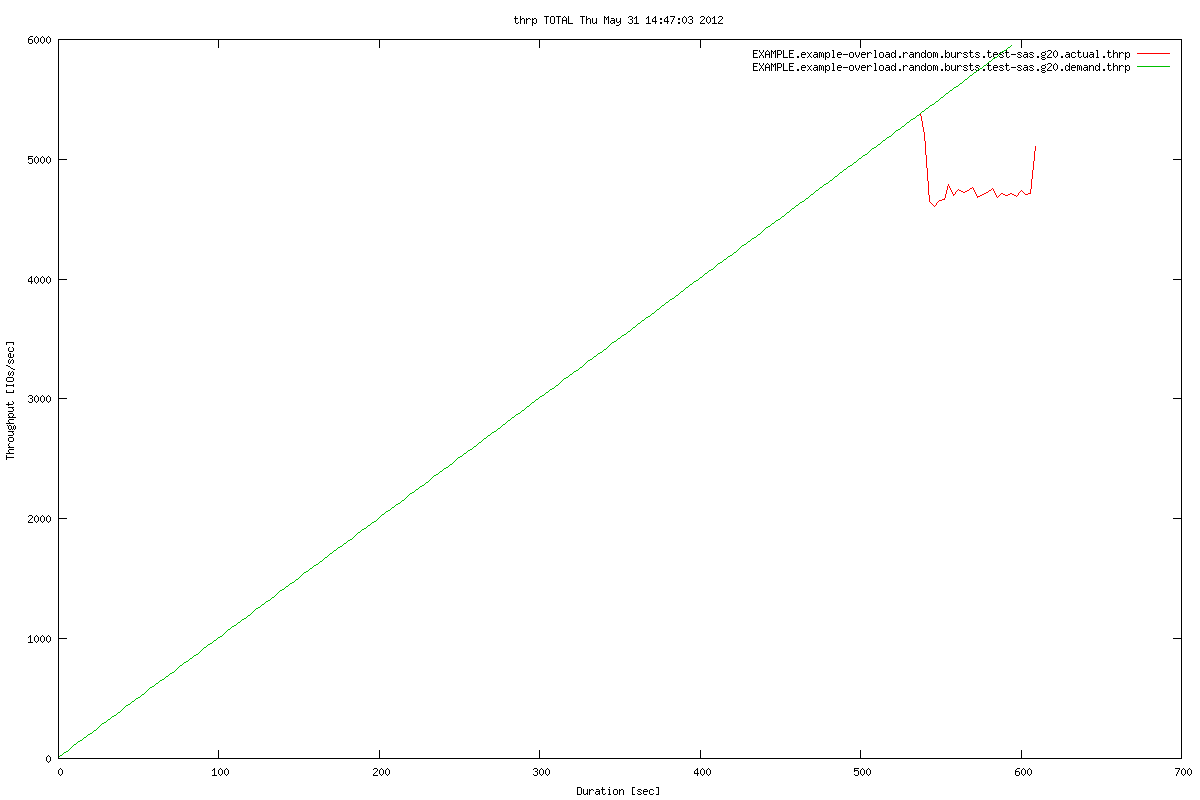 thrp TOTAL Thu May 31 14:47:03 2012
EXAMPLE.example-overload.random.bursts.test-sas.g20.actual.thrp
EXAMPLE.example-overload.random.bursts.test-sas.g20.demand.thrp
6000
5000
4000
3000
2000
1000
0
Throughput [IOs/sec]
0 100 200 300 400 500 600 700
Duration [sec]